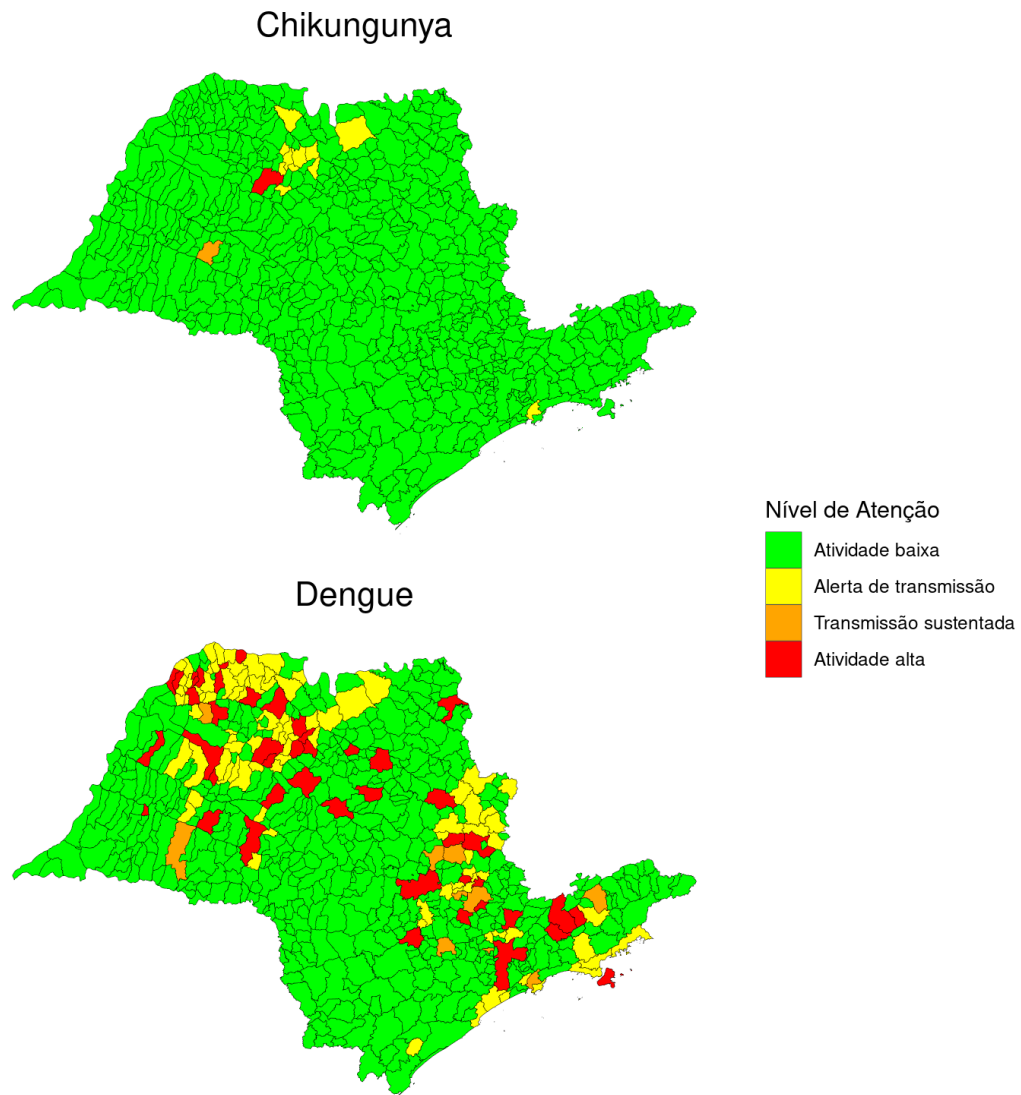 Chikungunya
Nível de Atenção
Atividade baixa
Alerta de transmissão
Transmissão sustentada
Atividade alta
Dengue